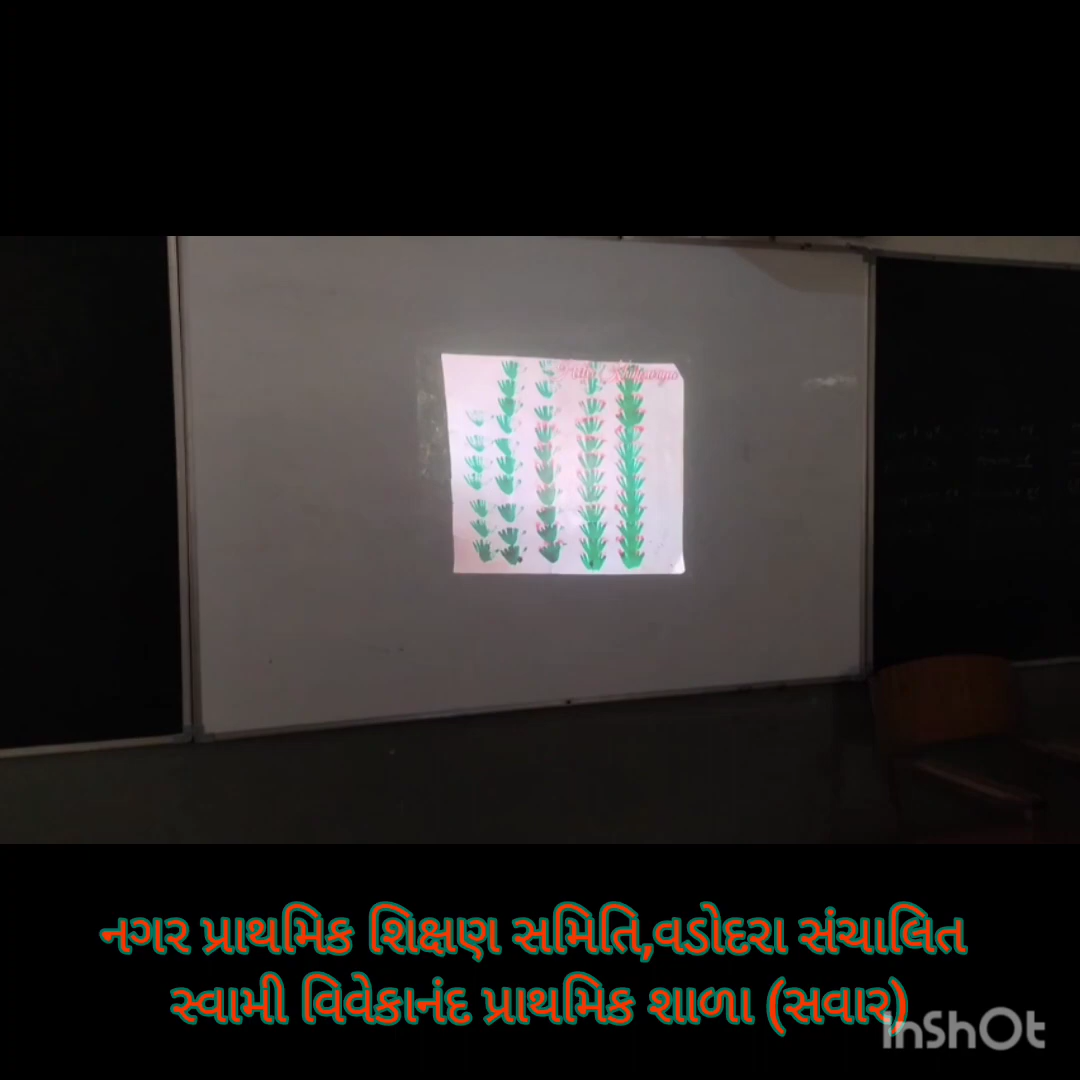 નગર પ્રાથમિક શિક્ષણ સમિતિ,વડોદરા સંચાલિત
સ્વામી વિવેકાનંદ પ્રાથમિક શાળા (સવાર)
InShOt